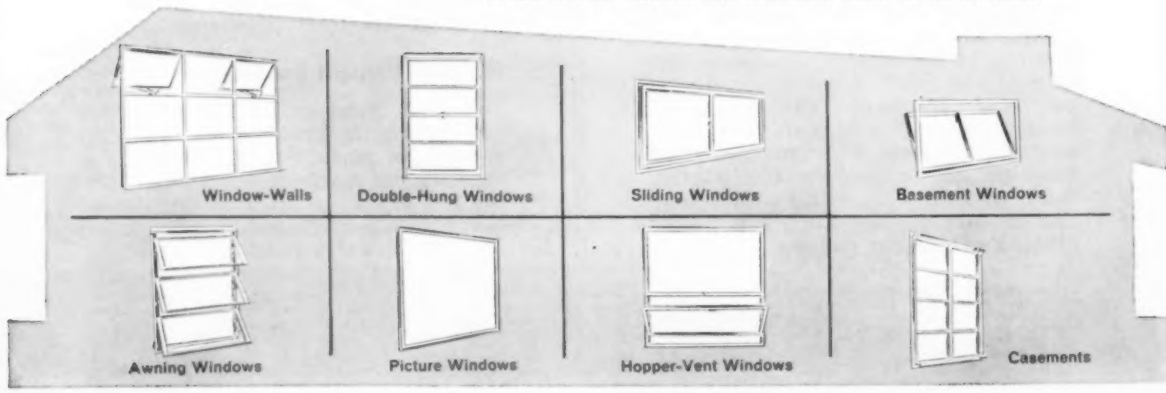 Window-Walls
Double-Hung Windows
Sliding Windows
Basement Windows
Awning Windows
Picture Windows
Hopper-Vent Windows
Casements